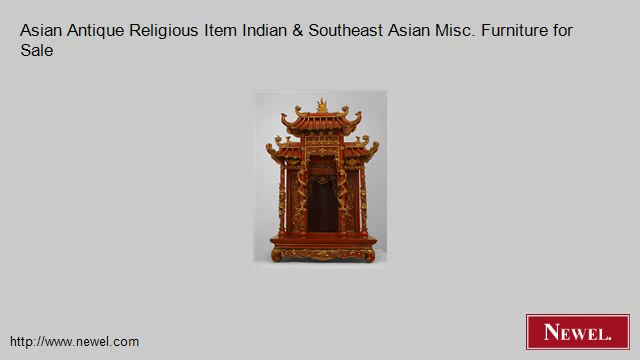 Asian Antique Religious Item Indian & Southeast Asian Misc. Furniture for
Sale
http://www.newel.com
NEWEL.